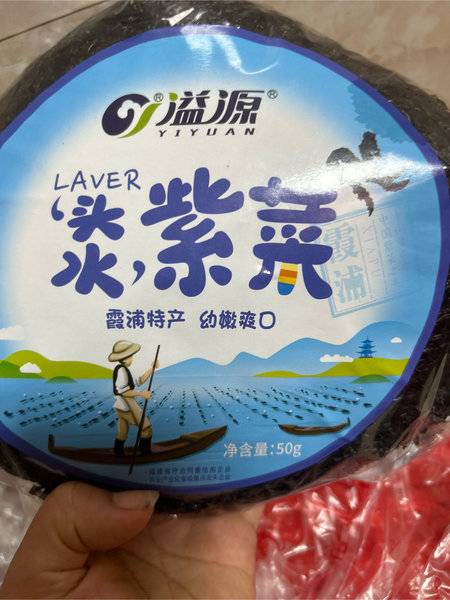 溢源®
YIYUAN
LAVER
‘头水’紫菜
霞浦
霞浦特产 幼嫩爽口
净含量:50g